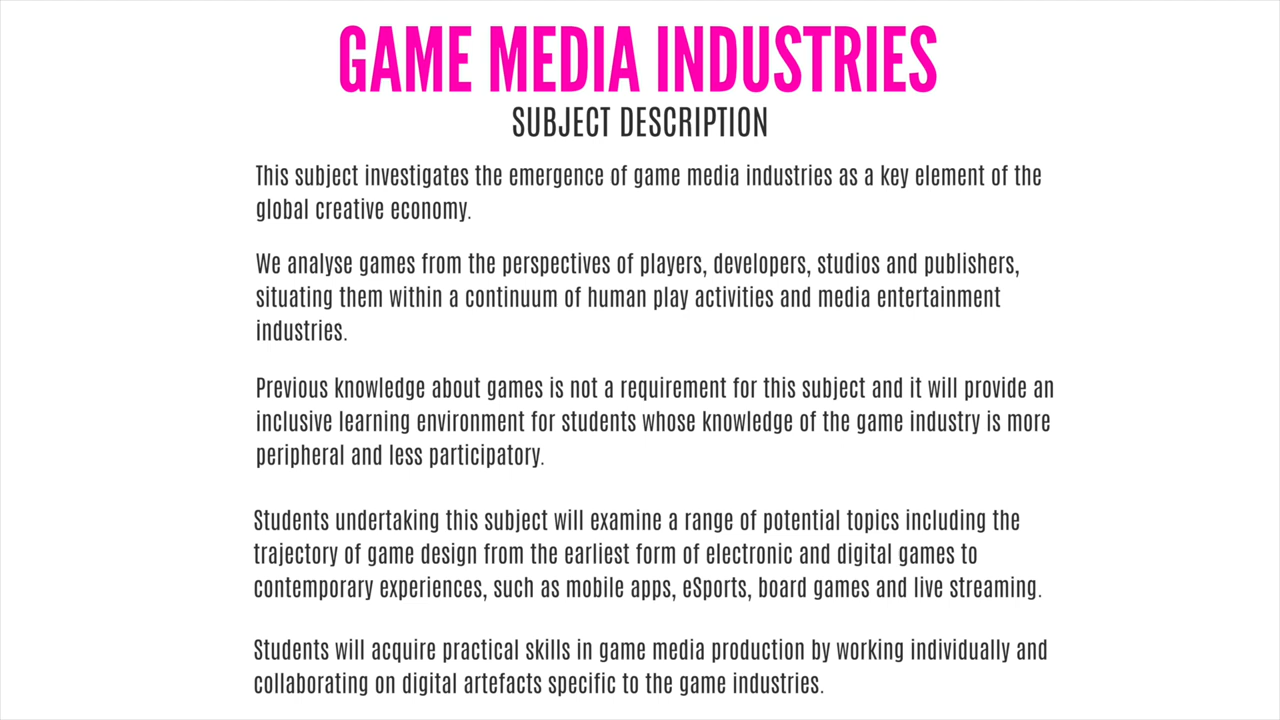 GAME MEDIA INDUSTRIES
SUBJECT DESCRIPTION
This subject investigates the emergence of game media industries as a key element of the
global creative economy.
We analyse games from the perspectives of players, developers, studios and publishers,
situating them within a continuum of human play activities and media entertainment
industries.
Previous knowledge about games is not a requirement for this subject and it will provide an
inclusive learning environment for students whose knowledge of the game industry is more
peripheral and less participatory.
Students undertaking this subject will examine a range of potential topics including the
trajectory of game design from the earliest form of electronic and digital games to
contemporary experiences, such as mobile apps, eSports, board games and live streaming.
Students will acquire practical skills in game media production by working individually and
collaborating on digital artefacts specific to the game industries.